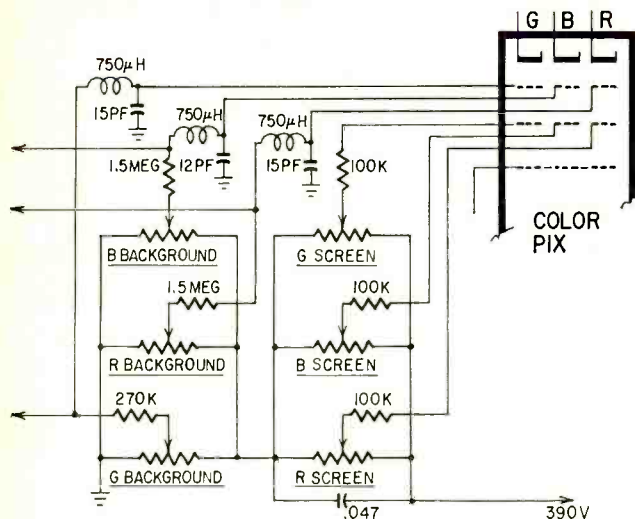 G B R
750µH
15PF
750µH
12PF
750µH
15PF
1.5MEG
100K
COLOR
PIX
B BACKGROUND
G SCREEN
1.5MEG
100K
R BACKGROUND
B SCREEN
270K
100K
G BACKGROUND
R SCREEN
.047
390V